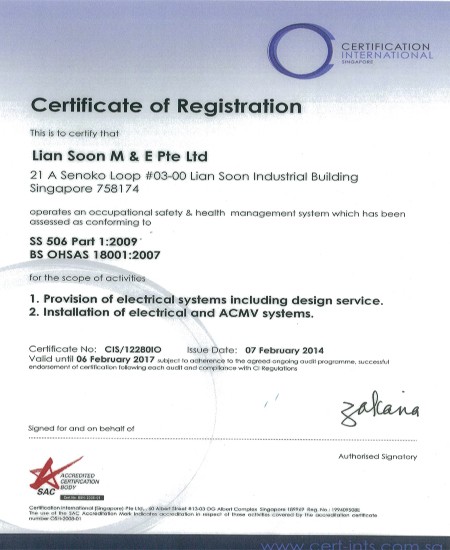 CERTIFICATION
INTERNATIONAL
SINGAPORE
Certificate of Registration
This is to certify that
Lian Soon M & E Pte Ltd
21 A Senoko Loop #03-00 Lian Soon Industrial Building
Singapore 758174
operates an occupational safety & health management system which has been
assessed as conforming to
SS 506 Part 1:2009
BS OHSAS 18001:2007
for the scope of activities
1. Provision of electrical systems including design service.
2. Installation of electrical and ACMV systems.
Certificate No: CIS/12280IO Issue Date: 07 February 2014
Valid until 06 February 2017 subject to adherence to the agreed ongoing audit programme, successful
endorsement of certification following each audit and compliance with CI Regulations
zakaria
Signed for and on behalf of
Authorised Signatory
SAC
ACCREDITED
CERTIFICATION
BODY
Certification International (Singapore) Pte Ltd., 60 Albert Street #13-03 OG Albert Complex Singapore 189969 Reg. No.:
The use of the SAC Accreditation Mark indicates accreditation in respect of those activities covered by the accreditation certificate
number OSH-2008-01
www.cert-ints.com.sg